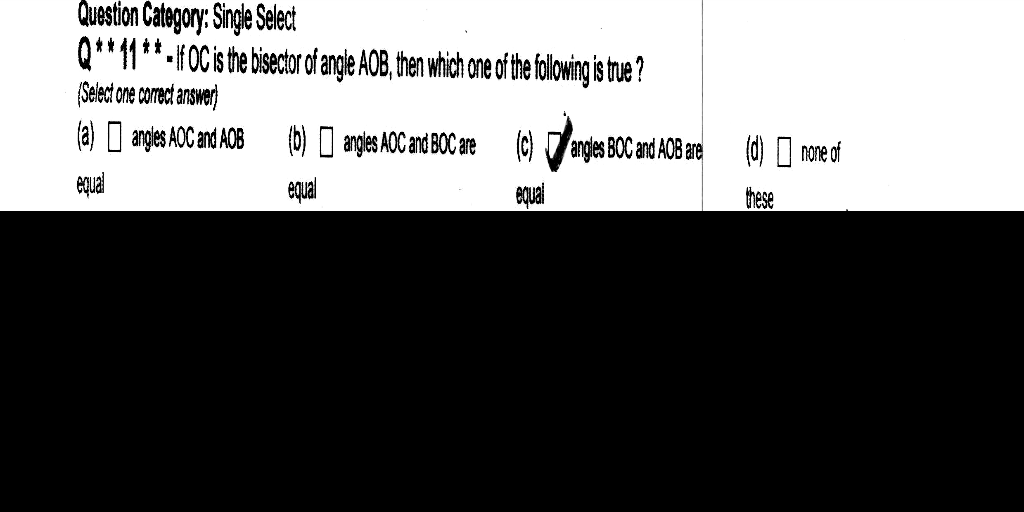 Question Category: Single Select
Q**11** - If OC is the bisector of angle AOB, then which one of the following is true ?
(Select one correct answer)
(a) ☐ angles AOC and AOB equal
(b) ☐ angles AOC and BOC are equal
(c) ☑ angles BOC and AOB are equal
(d) ☐ none of these